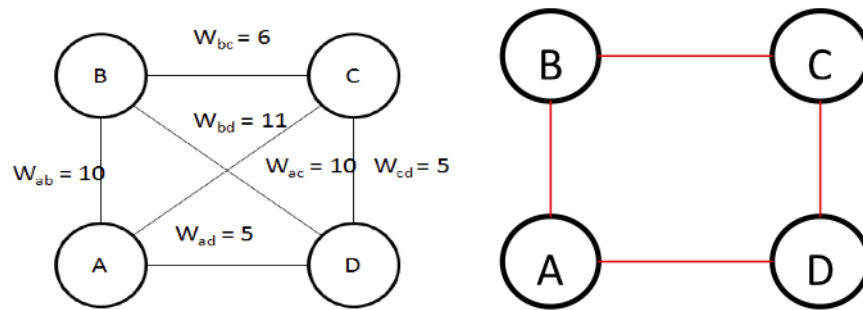 W_bc = 6
B
C
W_bd = 11
W_ab = 10
W_ac = 10
W_cd = 5
W_ad = 5
A
D
B
C
A
D